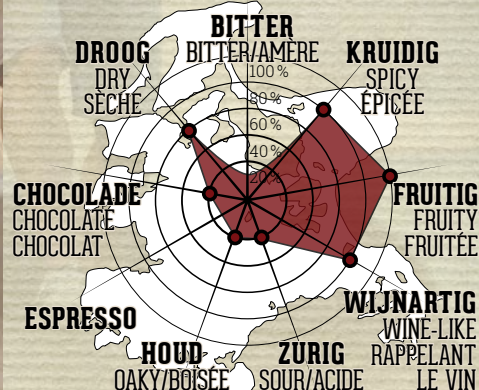 BITTER
BITTER/AMÈRE
DROOG
DRY
SÈCHE
KRUIDIG
SPICY
ÉPICÉE
100%
80%
60%
40%
20%
CHOCOLADE
CHOCOLATE
CHOCOLAT
FRUITIG
FRUITY
FRUITÉE
ESPRESSO
WIJNARTIG
WINE-LIKE
RAPPELANT
LE VIN
HOUD
OAKY/BOISÉE
ZURIG
SOUR/ACIDE